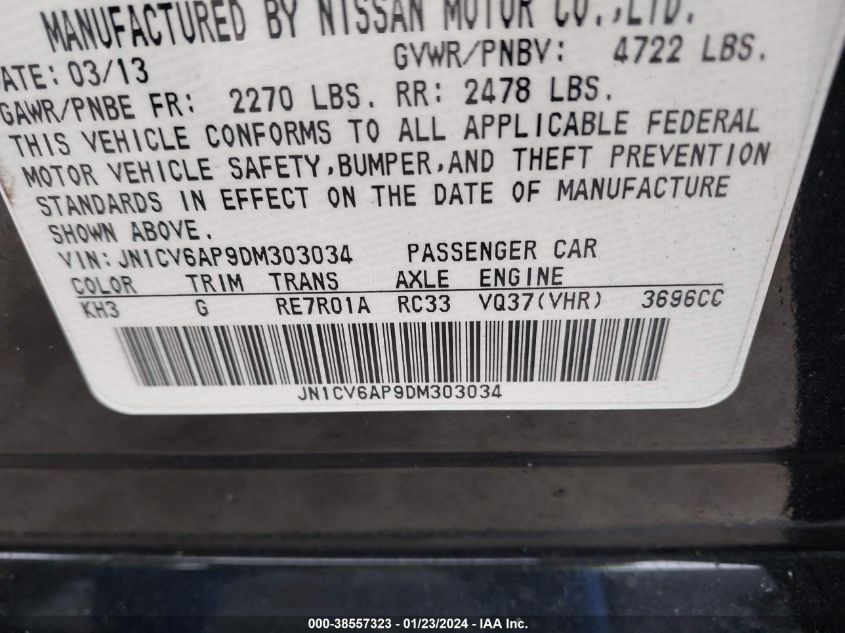 MANUFACTURED BY NISSAN MOTOR CO.,LTD.
ATE: 03/13 GVWR/PNBV: 4722 LBS.
GAWR/PNBE FR: 2270 LBS. RR: 2478 LBS.
THIS VEHICLE CONFORMS TO ALL APPLICABLE FEDERAL
MOTOR VEHICLE SAFETY,BUMPER,AND THEFT PREVENTION
STANDARDS IN EFFECT ON THE DATE OF MANUFACTURE
SHOWN ABOVE.
VIN: JN1CV6AP9DM303034 PASSENGER CAR
COLOR TRIM TRANS AXLE ENGINE
KH3 G RE7R01A RC33 VQ37(VHR) 3696CC
JN1CV6AP9DM303034
000-38557323 - 01/23/2024 - IAA Inc.